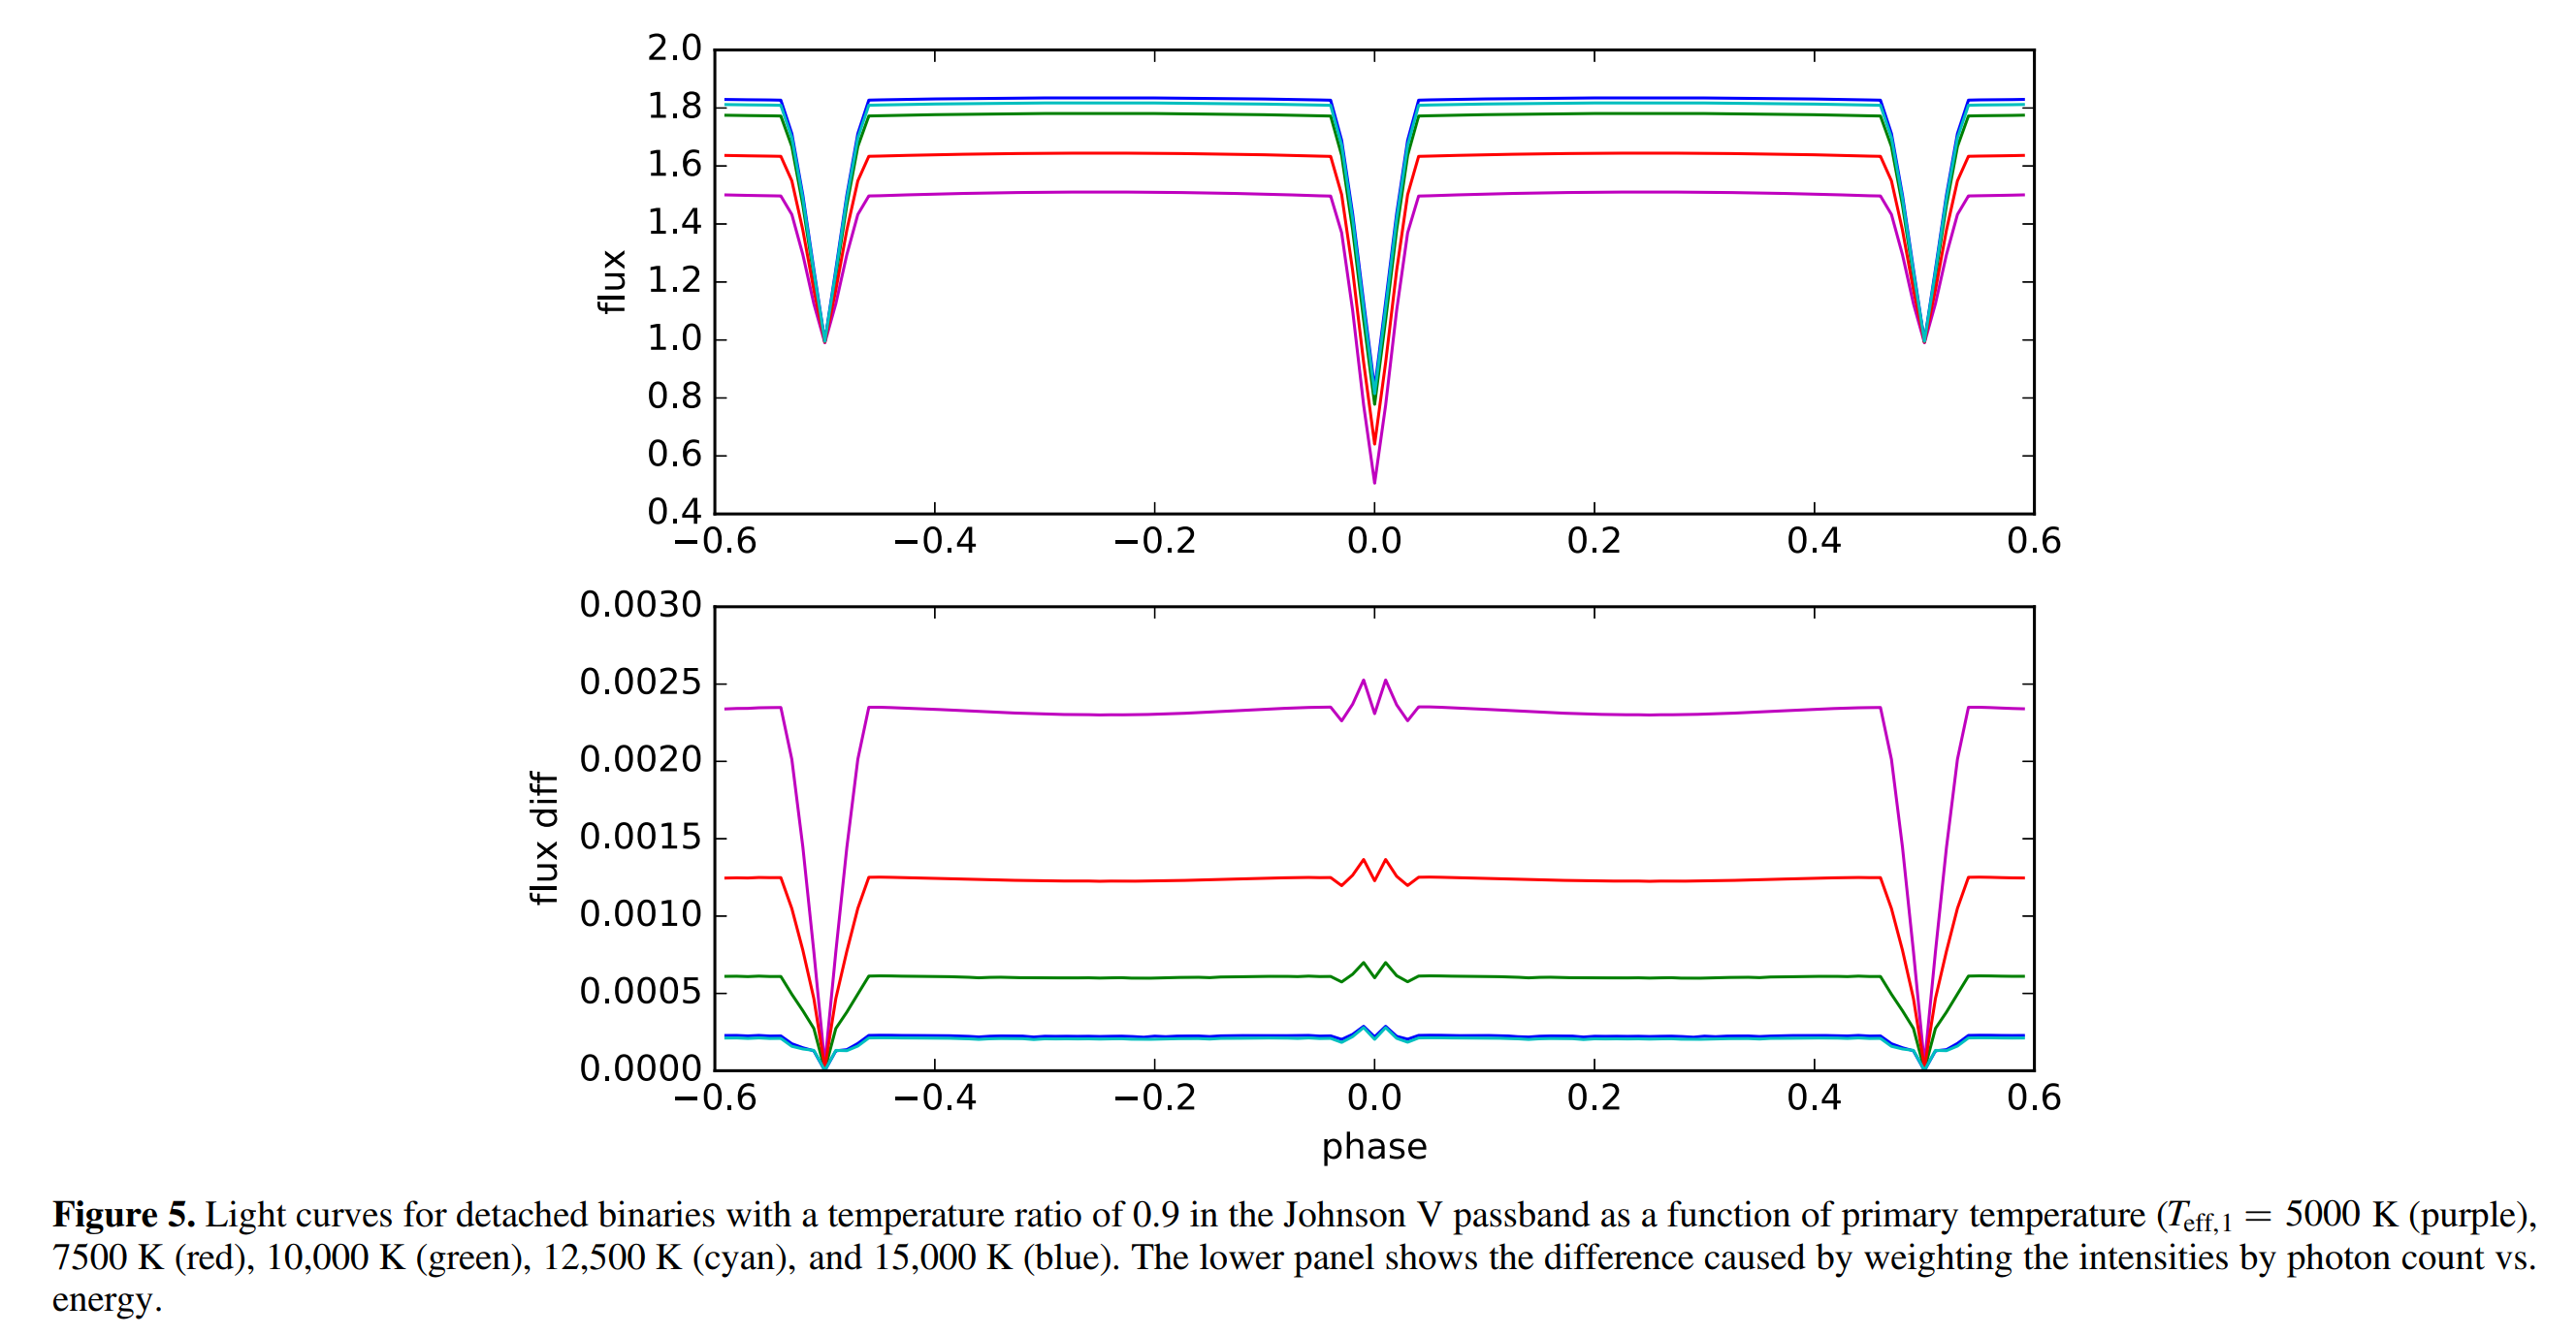 2.0
1.8
1.6
1.4
1.2
1.0
0.8
0.6
0.4
flux
−0.6 −0.4 −0.2 0.0 0.2 0.4 0.6
0.0030
0.0025
0.0020
0.0015
0.0010
0.0005
0.0000
flux diff
−0.6 −0.4 −0.2 0.0 0.2 0.4 0.6
phase
Figure 5. Light curves for detached binaries with a temperature ratio of 0.9 in the Johnson V passband as a function of primary temperature (Teff,1 = 5000 K (purple),
7500 K (red), 10,000 K (green), 12,500 K (cyan), and 15,000 K (blue). The lower panel shows the difference caused by weighting the intensities by photon count vs.
energy.